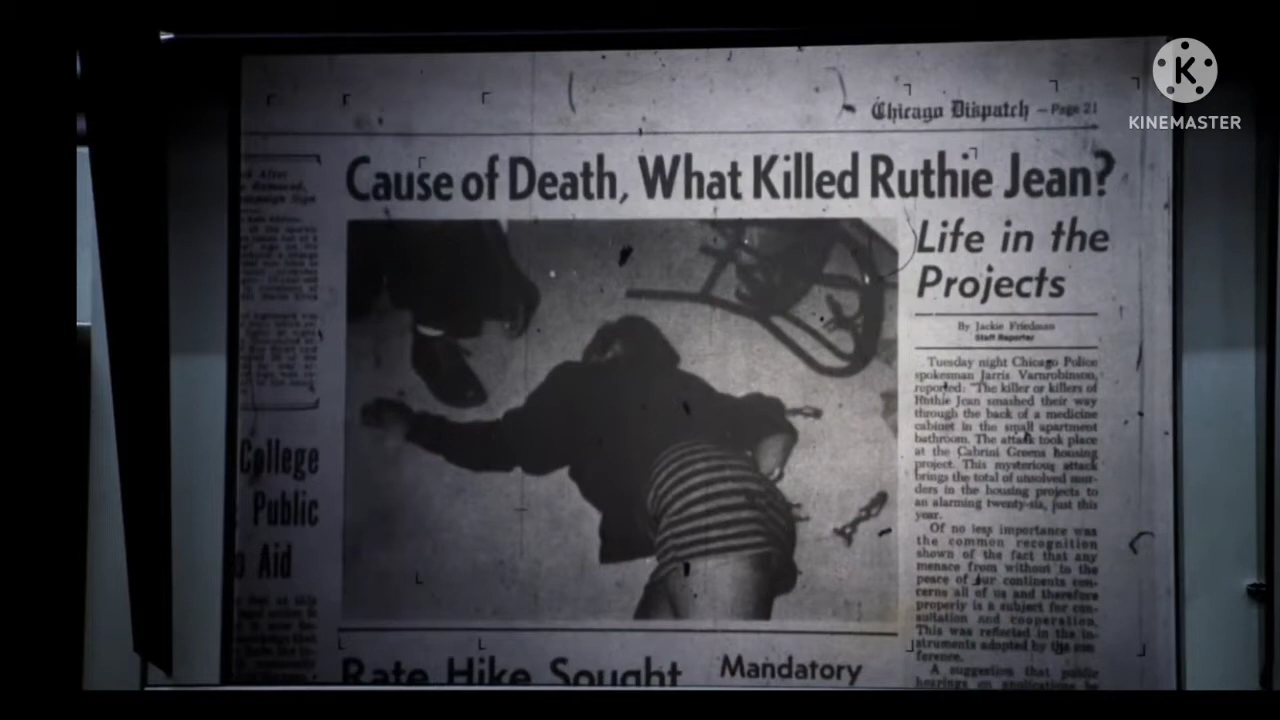 KINEMASTER
Chicago Dispatch — Page 21
Cause of Death, What Killed Ruthie Jean?
Life in the
Projects
By Jackie Friedman
Staff Reporter
Tuesday night Chicago Police
spokesman Jarris Varnrobinson,
reported: "The killer or killers of
Ruthie Jean smashed their way
through the back of a medicine
cabinet in the small apartment
bathroom. The attack took place
at the Cabrini Greens housing
project. This mysterious attack
brings the total of unsolved mur-
ders in the housing projects to
an alarming twenty-six, just this
year.
Of no less importance was
the common recognition
shown of the fact that any
menace from without to the
peace of our continents con-
cerns all of us and therefore
properly is a subject for con-
sultation and cooperation.
This was reflected in the in-
struments adopted by the con
ference.
A suggestion that public
hearings on applications by
College
Public
Aid
Rate Hike Sought
Mandatory